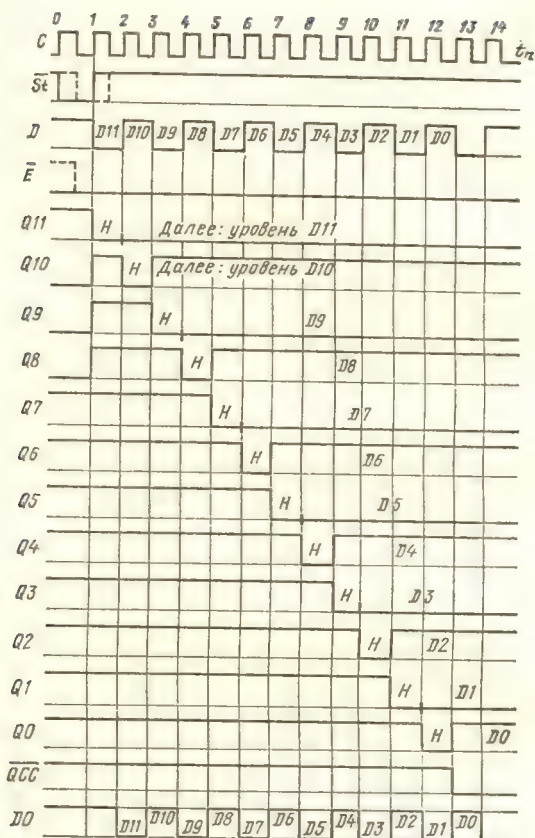 0 1 2 3 4 5 6 7 8 9 10 11 12 13 14
C tn
St
D D11 D10 D9 D8 D7 D6 D5 D4 D3 D2 D1 D0
E
Q11 H Далее: уровень D11
Q10 H Далее: уровень D10
Q9 H D9
Q8 H D8
Q7 H D7
Q6 H D6
Q5 H D5
Q4 H D4
Q3 H D3
Q2 H D2
Q1 H D1
Q0 H D0
QCC
DO D11 D10 D9 D8 D7 D6 D5 D4 D3 D2 D1 D0